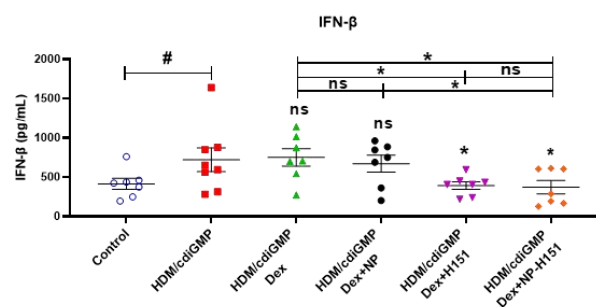 IFN-β
IFN-β (pg/mL)
2000
1500
1000
500
0
#
*
*
ns
ns
*
ns
ns
*
*
Control
HDM/cdiGMP
HDM/cdiGMP
Dex
HDM/cdiGMP
Dex+NP
HDM/cdiGMP
Dex+H151
HDM/cdiGMP
Dex+NP-H151